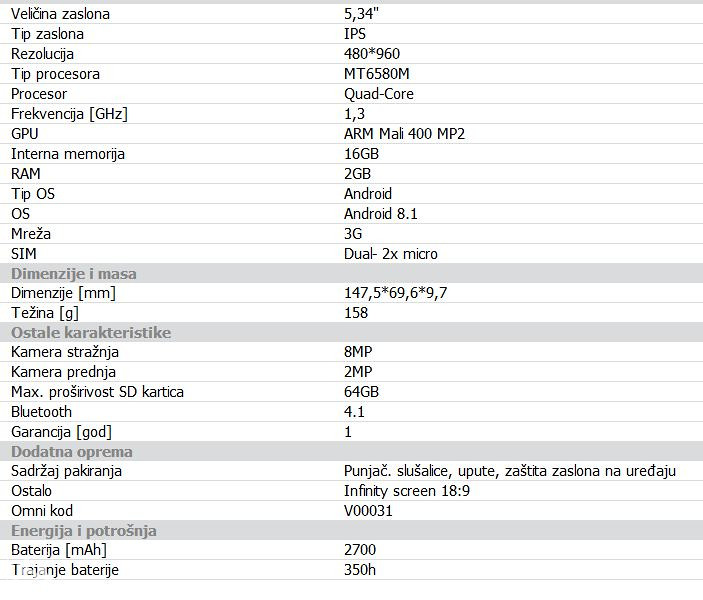 Veličina zaslona 5,34"
Tip zaslona IPS
Rezolucija 480*960
Tip procesora MT6580M
Procesor Quad-Core
Frekvencija [GHz] 1,3
GPU ARM Mali 400 MP2
Interna memorija 16GB
RAM 2GB
Tip OS Android
OS Android 8.1
Mreža 3G
SIM Dual- 2x micro
Dimenzije i masa
Dimenzije [mm] 147,5*69,6*9,7
Težina [g] 158
Ostale karakteristike
Kamera stražnja 8MP
Kamera prednja 2MP
Max. proširivost SD kartica 64GB
Bluetooth 4.1
Garancija [god] 1
Dodatna oprema
Sadržaj pakiranja Punjač. slušalice, upute, zaštita zaslona na uređaju
Ostalo Infinity screen 18:9
Omni kod V00031
Energija i potrošnja
Baterija [mAh] 2700
Trajanje baterije 350h